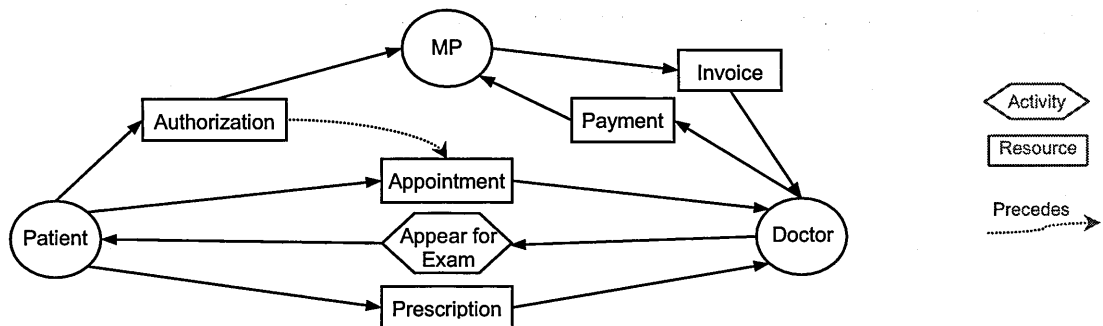 MP
Invoice
Authorization
Payment
Activity
Resource
Appointment
Precedes
Patient
Appear for
Exam
Doctor
Prescription